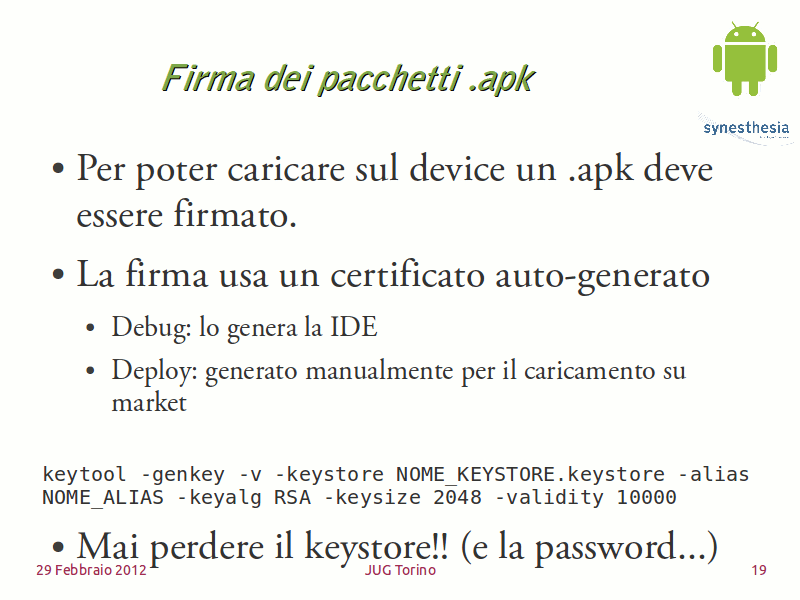 Firma dei pacchetti .apk
synesthesia
• Per poter caricare sul device un .apk deve
essere firmato.
• La firma usa un certificato auto-generato
• Debug: lo genera la IDE
• Deploy: generato manualmente per il caricamento su
market
keytool -genkey -v -keystore NOME_KEYSTORE.keystore -alias
NOME_ALIAS -keyalg RSA -keysize 2048 -validity 10000
• Mai perdere il keystore!! (e la password...)
29 Febbraio 2012 JUG Torino 19